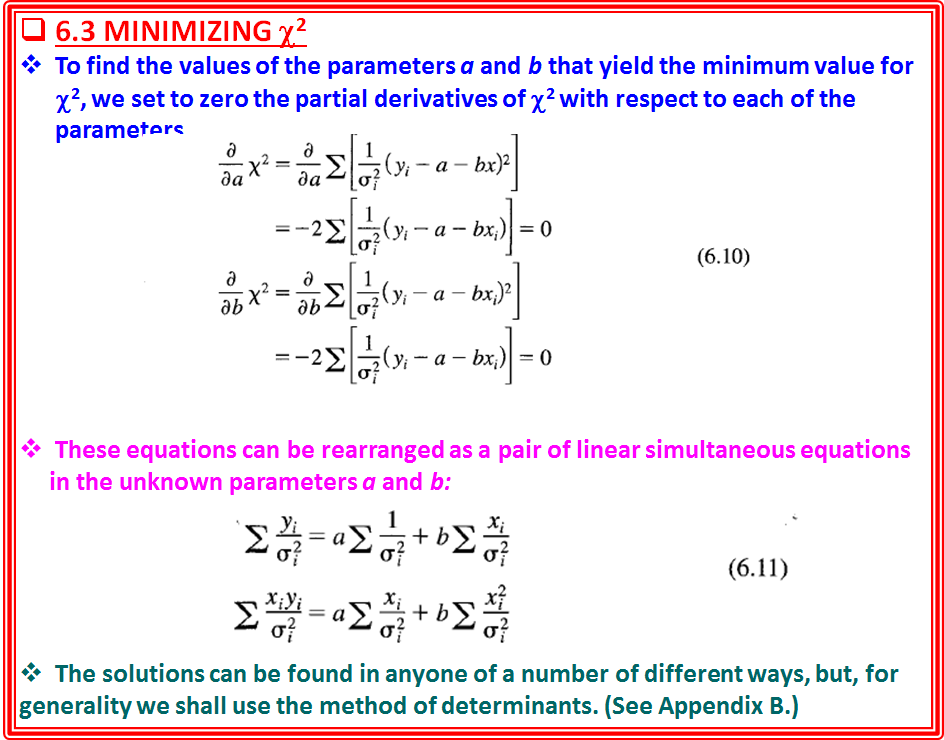 ❑ 6.3 MINIMIZING χ²
❖ To find the values of the parameters a and b that yield the minimum value for
χ², we set to zero the partial derivatives of χ² with respect to each of the
parameters
∂/∂a χ² = ∂/∂a Σ[1/σᵢ² (yᵢ − a − bx)²]
= −2Σ[1/σᵢ² (yᵢ − a − bxᵢ)] = 0
(6.10)
∂/∂b χ² = ∂/∂b Σ[1/σᵢ² (yᵢ − a − bxᵢ)²]
= −2Σ[1/σᵢ² (yᵢ − a − bxᵢ)] = 0
❖ These equations can be rearranged as a pair of linear simultaneous equations
in the unknown parameters a and b:
Σ yᵢ/σᵢ² = aΣ 1/σᵢ² + bΣ xᵢ/σᵢ²
(6.11)
Σ xᵢyᵢ/σᵢ² = aΣ xᵢ/σᵢ² + bΣ xᵢ²/σᵢ²
❖ The solutions can be found in anyone of a number of different ways, but, for
generality we shall use the method of determinants. (See Appendix B.)